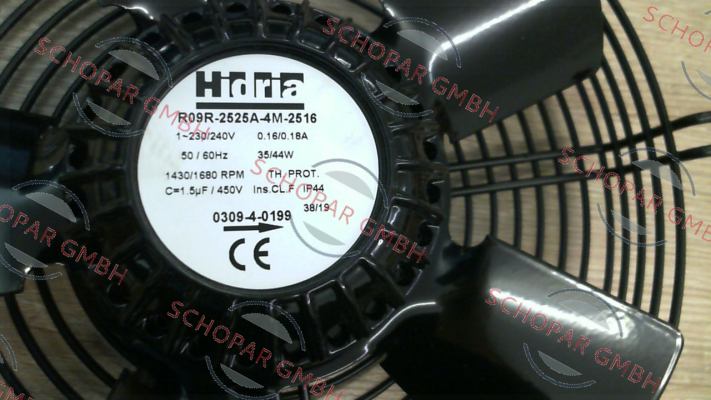 Hidria
R09R-2525A-4M-2516
1~230/240V 0.16/0.18A
50 / 60Hz 35/44W
1430/1680 RPM TH. PROT.
C=1.5µF / 450V Ins.CL.F IP44
38/19
0309-4-0199
CE
SCHOPAR GMBH
SCHOPAR GMBH
SCHOPAR GMBH
SCHOPAR GMBH
SCHOPAR GMBH
SCHOPAR GMBH
SCHOPAR GMBH